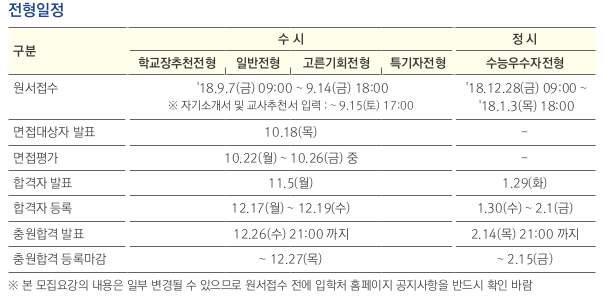 전형일정
구분 수 시 정 시
학교장추천전형 일반전형 고른기회전형 특기자전형 수능우수자전형
원서접수 '18.9.7(금) 09:00 ~ 9.14(금) 18:00 '18.12.28(금) 09:00 ~
※ 자기소개서 및 교사추천서 입력 : ~ 9.15(토) 17:00 '18.1.3(목) 18:00
면접대상자 발표 10.18(목) –
면접평가 10.22(월) ~ 10.26(금) 중 –
합격자 발표 11.5(월) 1.29(화)
합격자 등록 12.17(월) ~ 12.19(수) 1.30(수) ~ 2.1(금)
충원합격 발표 12.26(수) 21:00 까지 2.14(목) 21:00 까지
충원합격 등록마감 ~ 12.27(목) ~ 2.15(금)
※ 본 모집요강의 내용은 일부 변경될 수 있으므로 원서접수 전에 입학처 홈페이지 공지사항을 반드시 확인 바람